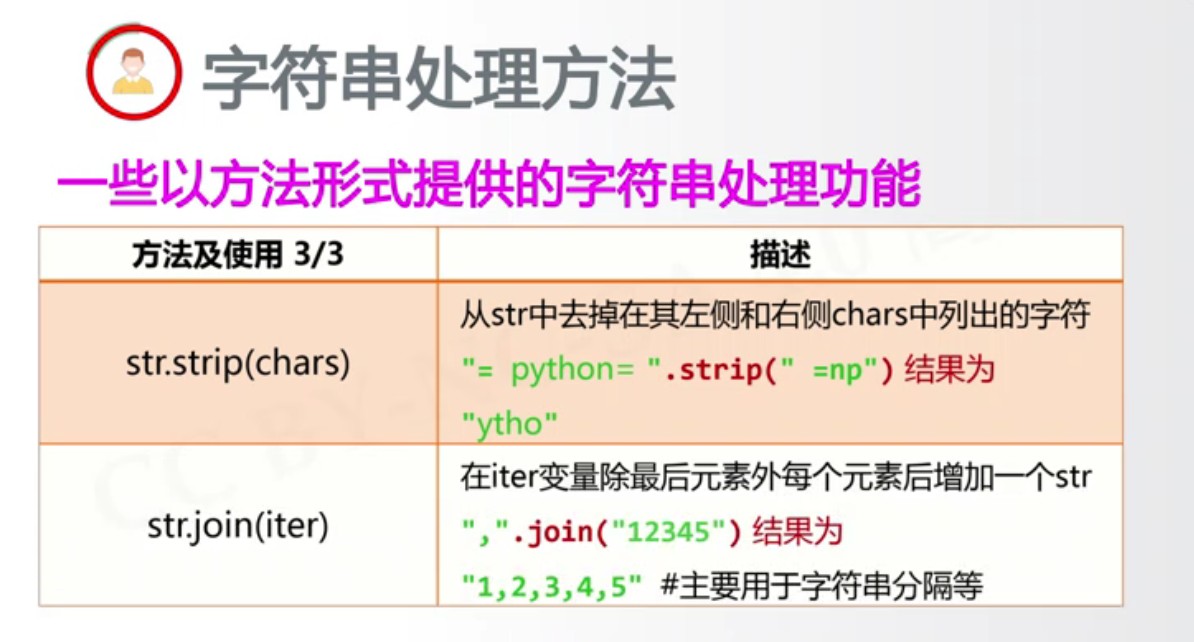 字符串处理方法
一些以方法形式提供的字符串处理功能
方法及使用 3/3
描述
str.strip(chars)
从str中去掉在其左侧和右侧chars中列出的字符
"= python= ".strip(" =np") 结果为
"ytho"
str.join(iter)
在iter变量除最后元素外每个元素后增加一个str
",".join("12345") 结果为
"1,2,3,4,5" #主要用于字符串分隔等